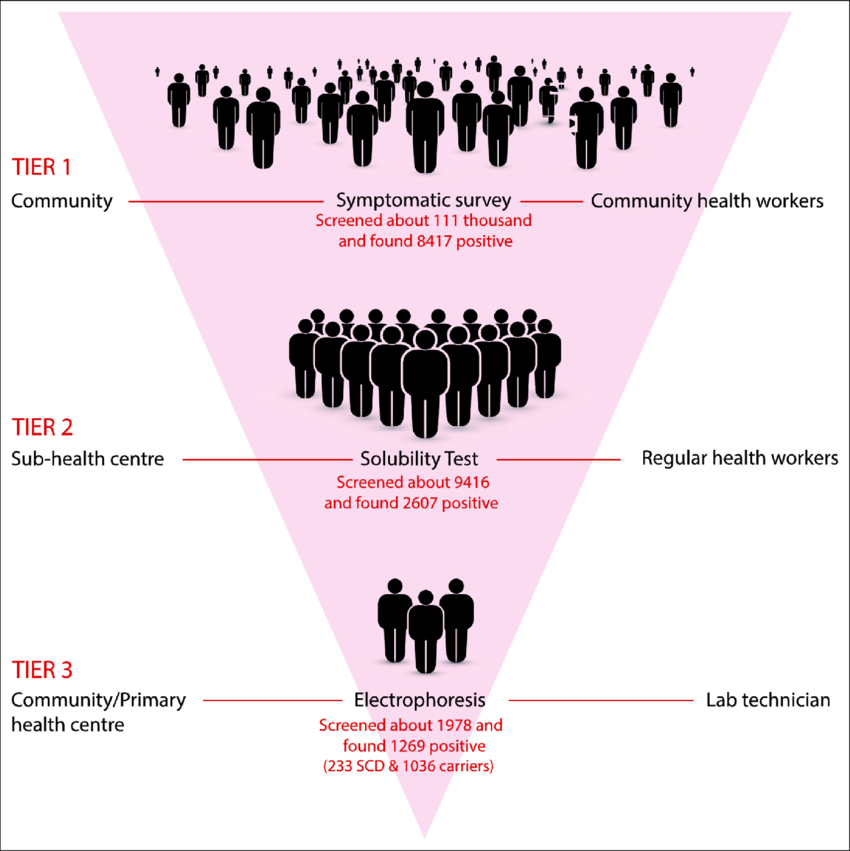 TIER 1
Community
Symptomatic survey
Community health workers
Screened about 111 thousand
and found 8417 positive
TIER 2
Sub-health centre
Solubility Test
Regular health workers
Screened about 9416
and found 2607 positive
TIER 3
Community/Primary
health centre
Electrophoresis
Lab technician
Screened about 1978 and
found 1269 positive
(233 SCD & 1036 carriers)